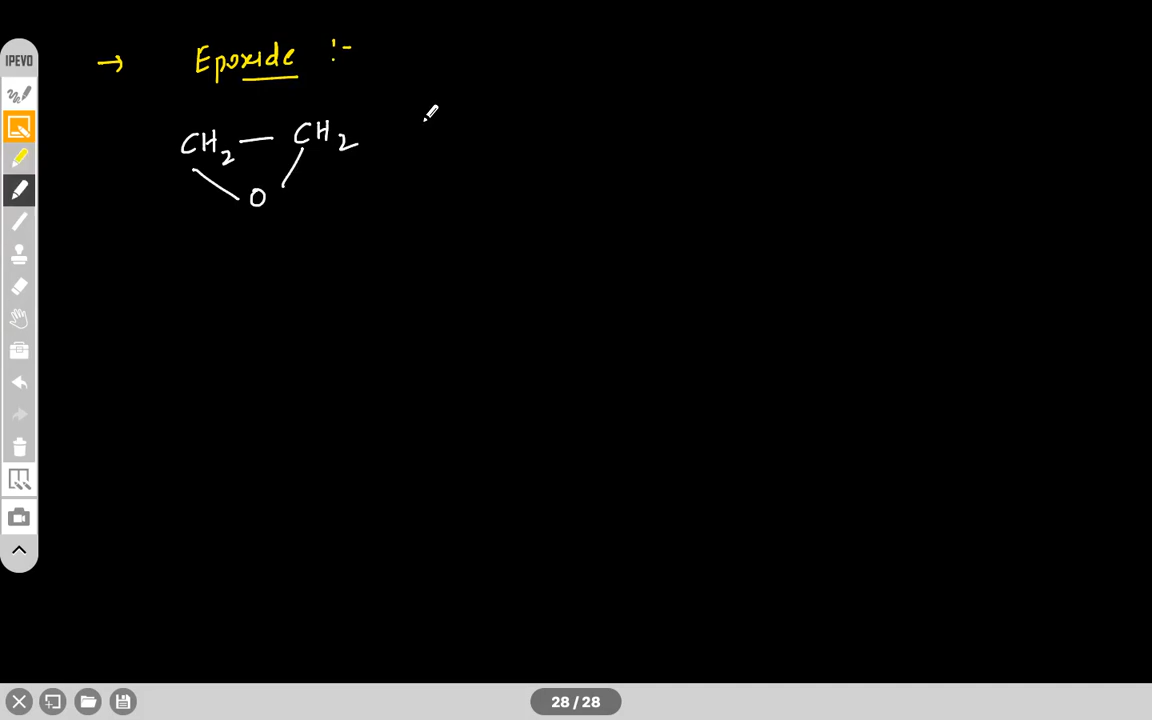 IPEVO
→ Epoxide :-
CH2 — CH2
O
28 / 28